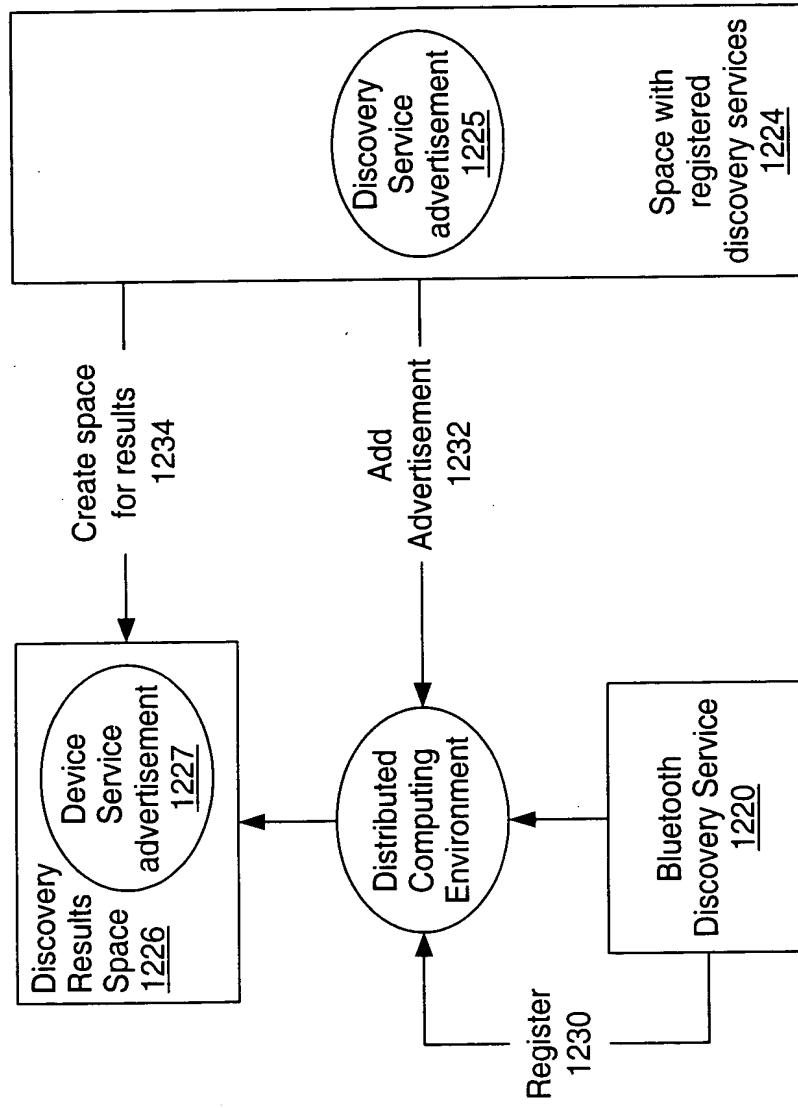 Discovery
Results
Space
1226
Device
Service
advertisement
1227
Create space
for results
1234
Distributed
Computing
Environment
Add
Advertisement
1232
Discovery
Service
advertisement
1225
Register
1230
Bluetooth
Discovery Service
1220
Space with
registered
discovery services
1224